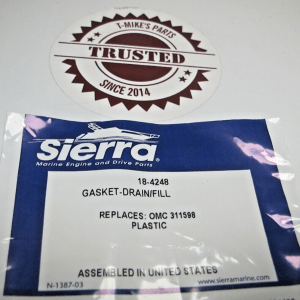 T-MIKE'S PARTS
TRUSTED
SINCE 2014
Sierra
Marine Engine and Drive Parts
18-4248
GASKET-DRAIN/FILL
REPLACES: OMC 311598
PLASTIC
ASSEMBLED IN UNITED STATES
N-1387-03
www.sierramarine.com